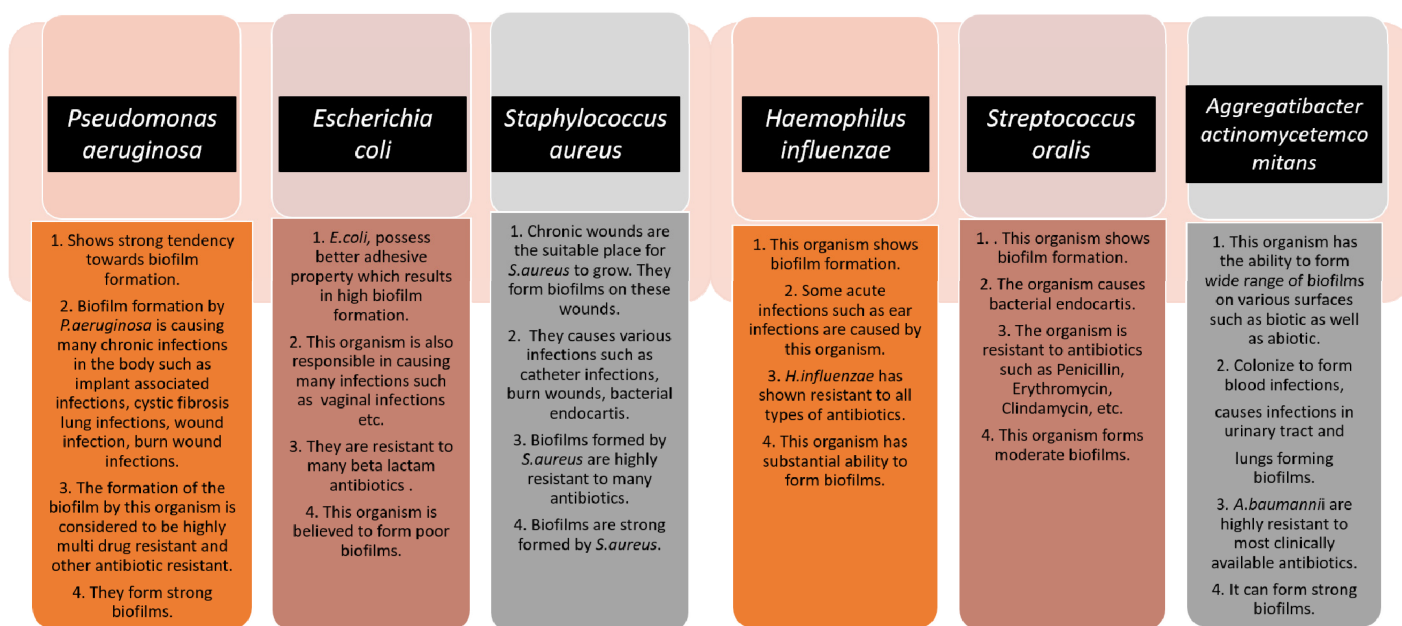 Pseudomonas
aeruginosa
1. Shows strong tendency
towards biofilm
formation.
2. Biofilm formation by
P.aeruginosa is causing
many chronic infections
in the body such as
implant associated
infections, cystic fibrosis
lung infections, wound
infection, burn wound
infections.
3. The formation of the
biofilm by this organism is
considered to be highly
multi drug resistant and
other antibiotic resistant.
4. They form strong
biofilms.
Escherichia
coli
1. E.coli, possess
better adhesive
property which results
in high biofilm
formation.
2. This organism is also
responsible in causing
many infections such
as vaginal infections
etc.
3. They are resistant to
many beta lactam
antibiotics .
4. This organism is
believed to form poor
biofilms.
Staphylococcus
aureus
1. Chronic wounds are
the suitable place for
S.aureus to grow. They
form biofilms on these
wounds.
2. They causes various
infections such as
catheter infections,
burn wounds, bacterial
endocartis.
3. Biofilms formed by
S.aureus are highly
resistant to many
antibiotics.
4. Biofilms are strong
formed by S.aureus.
Haemophilus
influenzae
1. This organism shows
biofilm formation.
2. Some acute
infections such as ear
infections are caused by
this organism.
3. H.influenzae has
shown resistant to all
types of antibiotics.
4. This organism has
substantial ability to
form biofilms.
Streptococcus
oralis
1. . This organism shows
biofilm formation.
2. The organism causes
bacterial endocartis.
3. The organism is
resistant to antibiotics
such as Penicillin,
Erythromycin,
Clindamycin, etc.
4. This organism forms
moderate biofilms.
Aggregatibacter
actinomycetemco
mitans
1. This organism has
the ability to form
wide range of biofilms
on various surfaces
such as biotic as well
as abiotic.
2. Colonize to form
blood infections,
causes infections in
urinary tract and
lungs forming
biofilms.
3. A.baumannii are
highly resistant to
most clinically
available antibiotics.
4. It can form strong
biofilms.